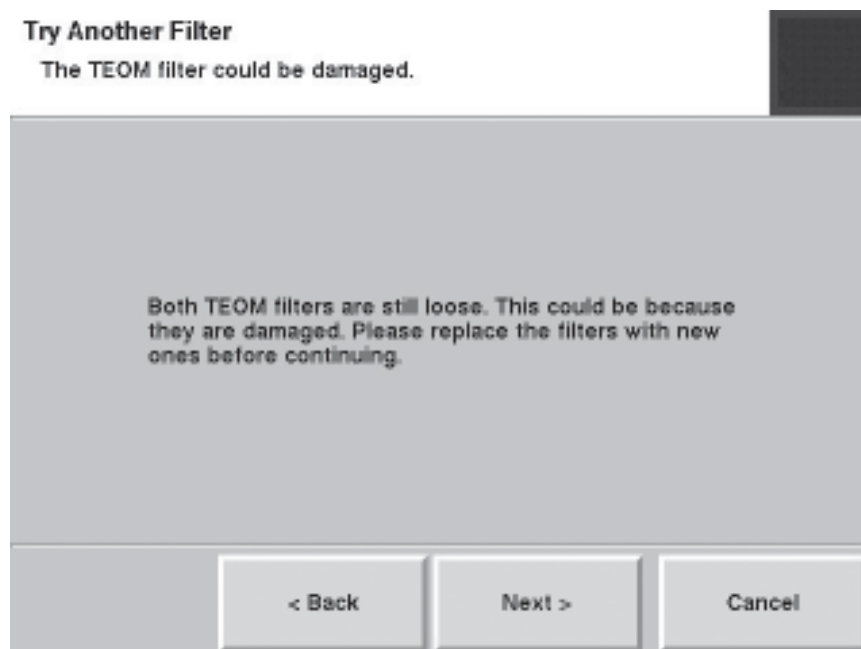 Try Another Filter
The TEOM filter could be damaged.
Both TEOM filters are still loose. This could be because
they are damaged. Please replace the filters with new
ones before continuing.
< Back
Next >
Cancel